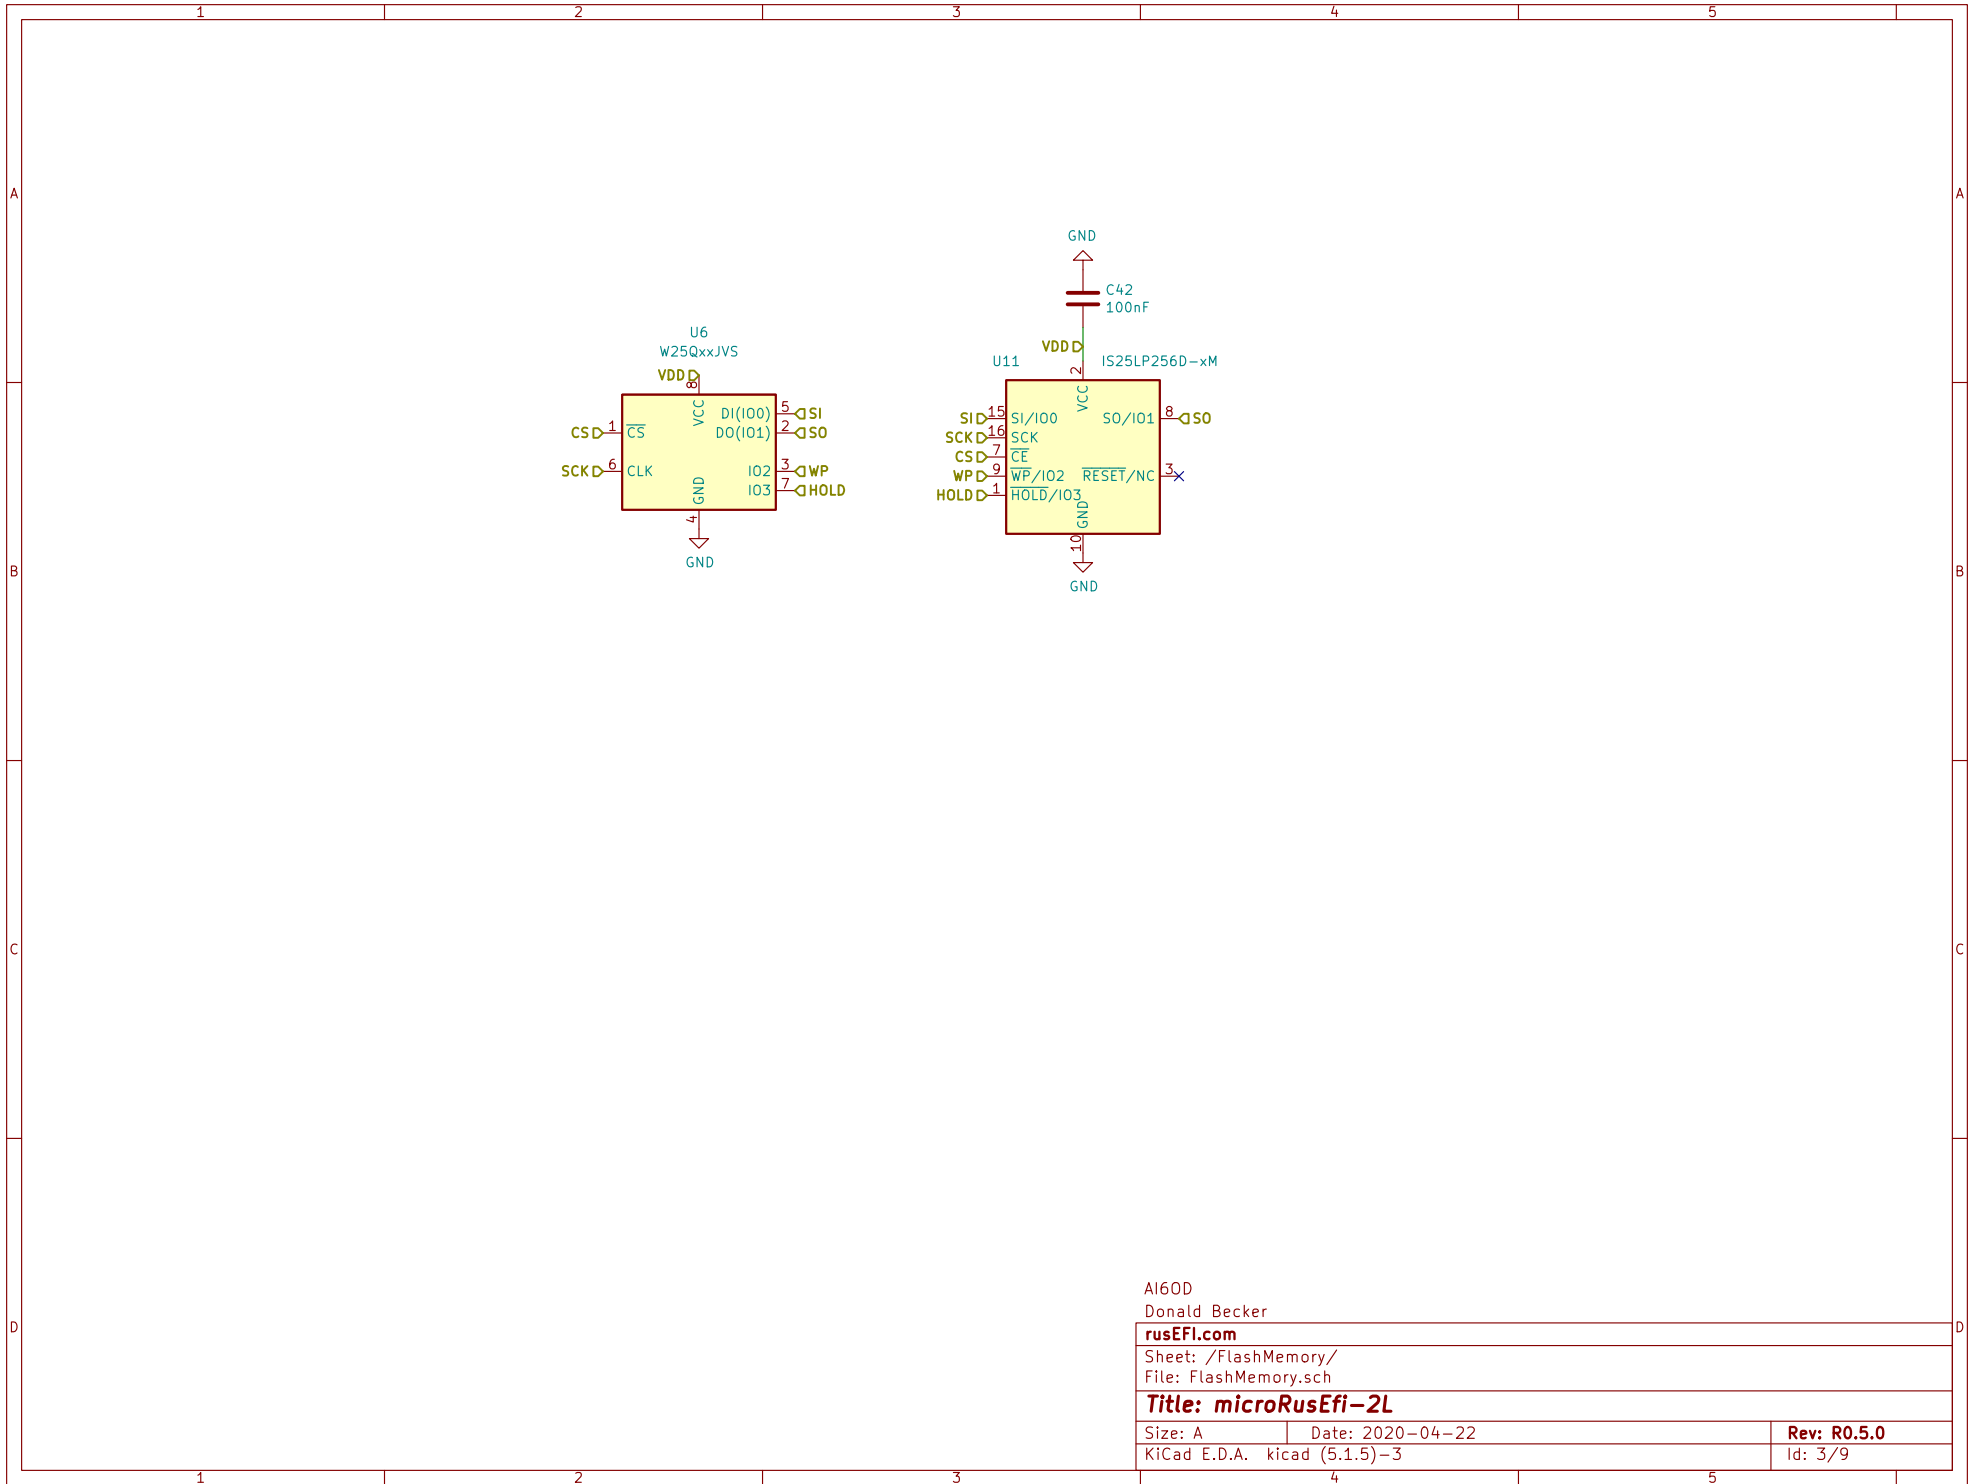 1 2 3 4 5
A A
GND
C42
100nF
VDD
U6
W25QxxJVS
VDD
8
VCC
CS 1 CS
SCK 6 CLK
DI(IO0) 5 SI
DO(IO1) 2 SO
IO2 3 WP
IO3 7 HOLD
GND
4
GND
U11 IS25LP256D-xM
2
VCC
SI 15 SI/IO0
SCK 16 SCK
CS 7 CE
WP 9 WP/IO2
HOLD 1 HOLD/IO3
SO/IO1 8 SO
RESET/NC 3
GND
10
GND
B B
C C
D D
AI6OD
Donald Becker
rusEFI.com
Sheet: /FlashMemory/
File: FlashMemory.sch
Title: microRusEfi-2L
Size: A Date: 2020-04-22 Rev: R0.5.0
KiCad E.D.A. kicad (5.1.5)-3 Id: 3/9
1 2 3 4 5